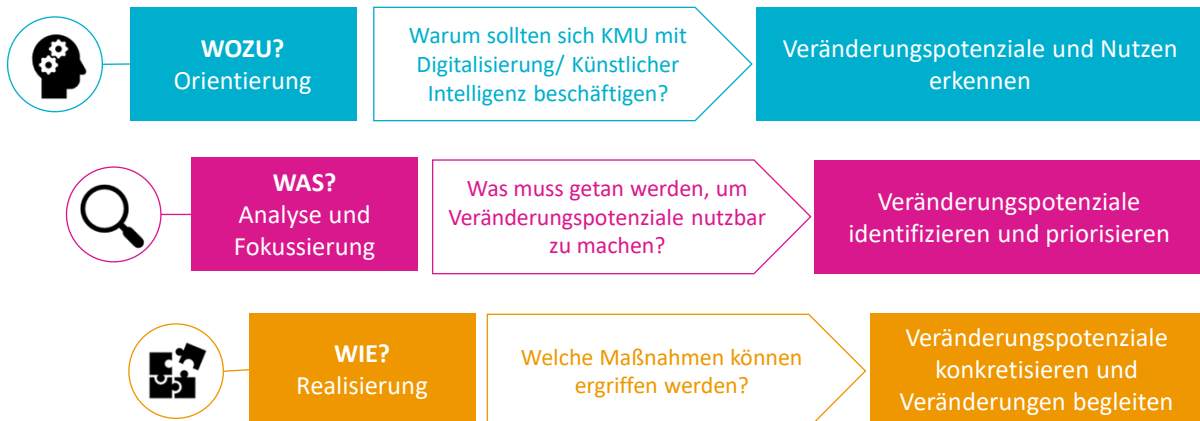 WOZU?
Orientierung
Warum sollten sich KMU mit
Digitalisierung/ Künstlicher
Intelligenz beschäftigen?
Veränderungspotenziale und Nutzen
erkennen
WAS?
Analyse und
Fokussierung
Was muss getan werden, um
Veränderungspotenziale nutzbar
zu machen?
Veränderungspotenziale
identifizieren und priorisieren
WIE?
Realisierung
Welche Maßnahmen können
ergriffen werden?
Veränderungspotenziale
konkretisieren und
Veränderungen begleiten